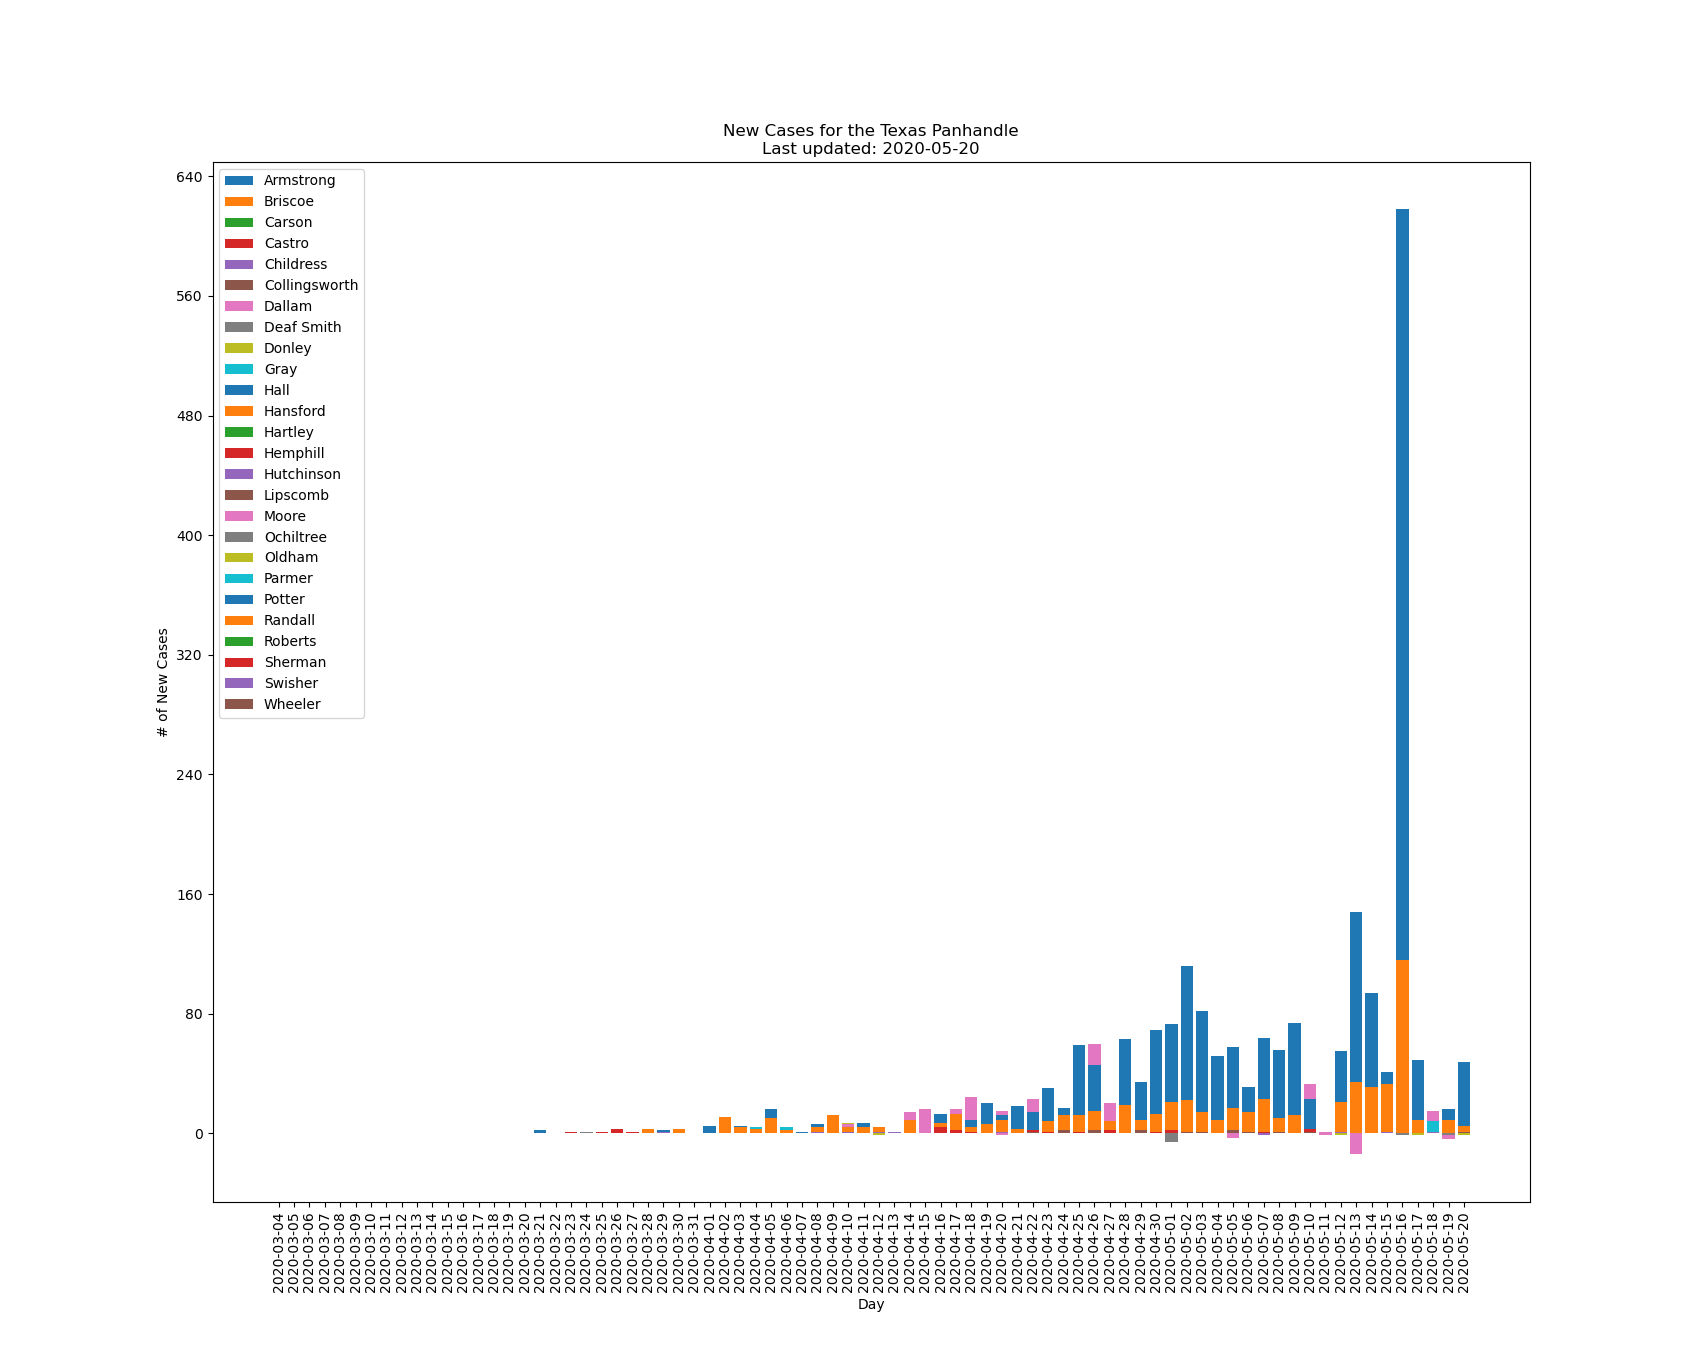 New Cases for the Texas Panhandle
Last updated: 2020-05-20
640
560
480
400
320
240
160
80
0
# of New Cases
Armstrong
Briscoe
Carson
Castro
Childress
Collingsworth
Dallam
Deaf Smith
Donley
Gray
Hall
Hansford
Hartley
Hemphill
Hutchinson
Lipscomb
Moore
Ochiltree
Oldham
Parmer
Potter
Randall
Roberts
Sherman
Swisher
Wheeler
2020-03-04
2020-03-05
2020-03-06
2020-03-07
2020-03-08
2020-03-09
2020-03-10
2020-03-11
2020-03-12
2020-03-13
2020-03-14
2020-03-15
2020-03-16
2020-03-17
2020-03-18
2020-03-19
2020-03-20
2020-03-21
2020-03-22
2020-03-23
2020-03-24
2020-03-25
2020-03-26
2020-03-27
2020-03-28
2020-03-29
2020-03-30
2020-03-31
2020-04-01
2020-04-02
2020-04-03
2020-04-04
2020-04-05
2020-04-06
2020-04-07
2020-04-08
2020-04-09
2020-04-10
2020-04-11
2020-04-12
2020-04-13
2020-04-14
2020-04-15
2020-04-16
2020-04-17
2020-04-18
2020-04-19
2020-04-20
2020-04-21
2020-04-22
2020-04-23
2020-04-24
2020-04-25
2020-04-26
2020-04-27
2020-04-28
2020-04-29
2020-04-30
2020-05-01
2020-05-02
2020-05-03
2020-05-04
2020-05-05
2020-05-06
2020-05-07
2020-05-08
2020-05-09
2020-05-10
2020-05-11
2020-05-12
2020-05-13
2020-05-14
2020-05-15
2020-05-16
2020-05-17
2020-05-18
2020-05-19
2020-05-20
Day